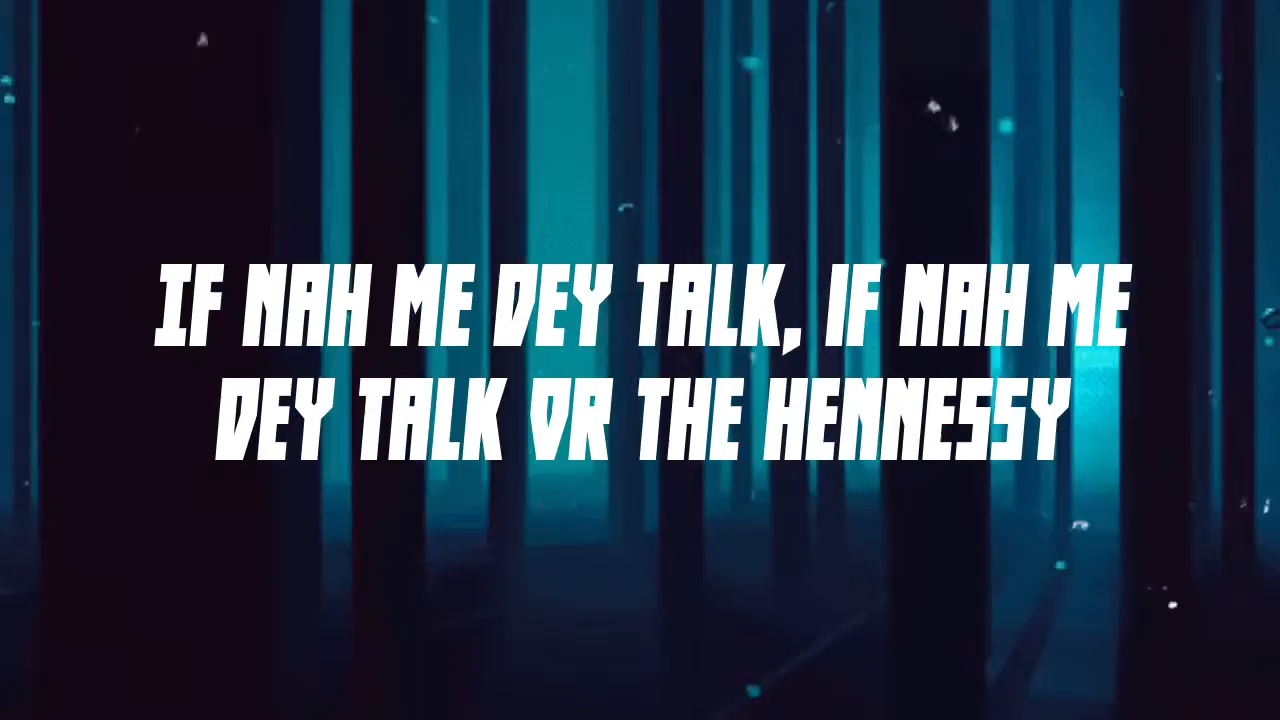 IF NAH ME DEY TALK, IF NAH ME
DEY TALK OR THE HENNESSY